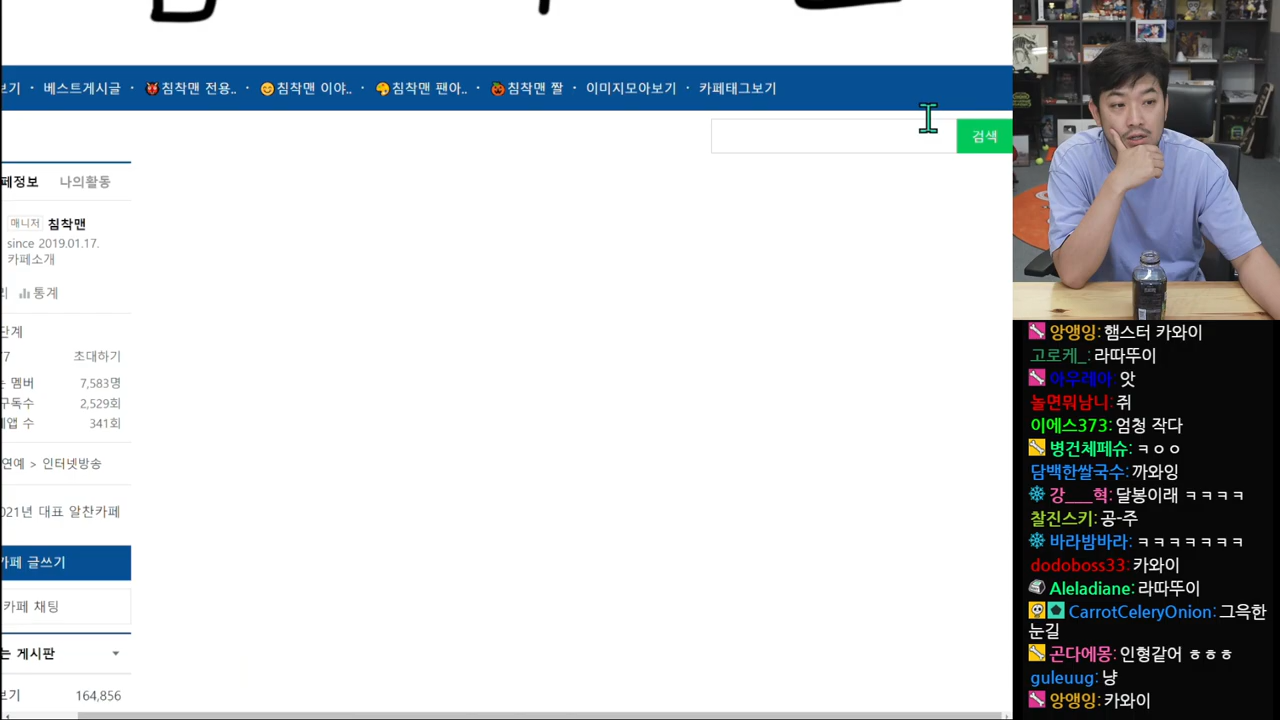 보기 · 베스트게시글 · 침착맨 전용.. · 침착맨 이야.. · 침착맨 팬아.. · 침착맨 짤 · 이미지모아보기 · 카페태그보기
검색
페정보 나의활동
매니저 침착맨
since 2019.01.17.
카페소개
리 통계
단계
77 초대하기
는 멤버 7,583명
구독수 2,529회
앱 수 341회
연예 > 인터넷방송
021년 대표 알찬카페
카페 글쓰기
카페 채팅
는 게시판
보기 164,856
앙앵잉: 햄스터 카와이
고로케_: 라따뚜이
아우레아: 앗
놀면뭐남니: 쥐
이에스373: 엄청 작다
병건체페슈: ㅋㅇㅇ
담백한쌀국수: 까와잉
강___혁: 달봉이래 ㅋㅋㅋㅋ
찰진스키: 공-주
바라밤바라: ㅋㅋㅋㅋㅋㅋㅋ
dodoboss33: 카와이
Aleladiane: 라따뚜이
CarrotCeleryOnion: 그윽한
눈길
곤다에몽: 인형같어 ㅎㅎㅎ
guleuug: 냥
앙앵잉: 카와이